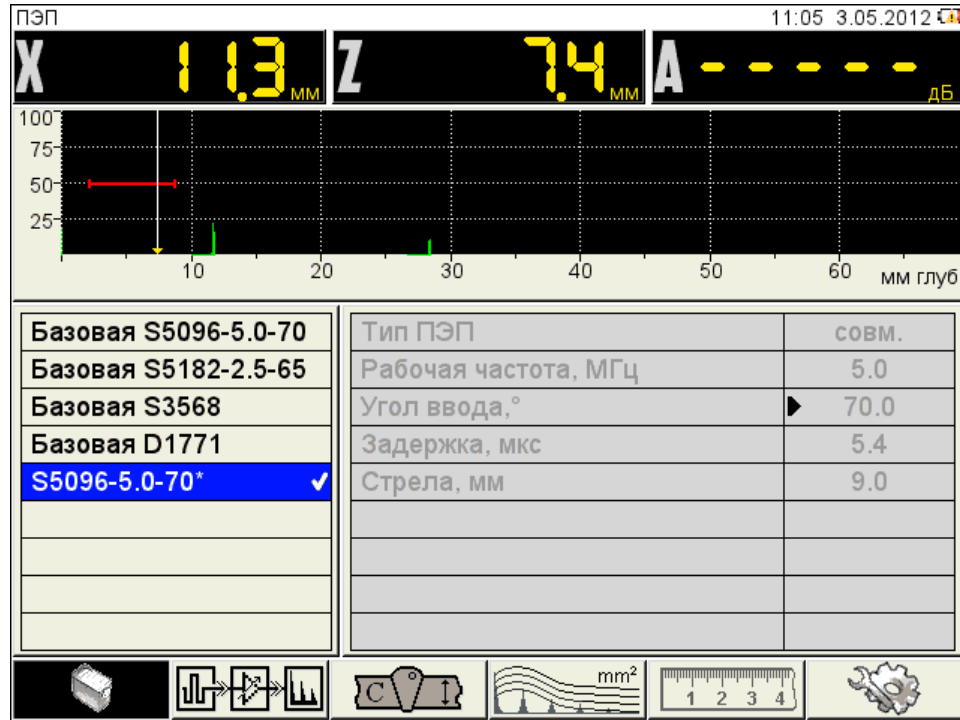 ПЭП 11:05 3.05.2012
X 11.3 мм Z 7.4 мм A - - - - - дБ
100
75
50
25
10 20 30 40 50 60 мм глуб
Базовая S5096-5.0-70 Тип ПЭП совм.
Базовая S5182-2.5-65 Рабочая частота, МГц 5.0
Базовая S3568 Угол ввода,° 70.0
Базовая D1771 Задержка, мкс 5.4
S5096-5.0-70* Стрела, мм 9.0
C mm² 1 2 3 4